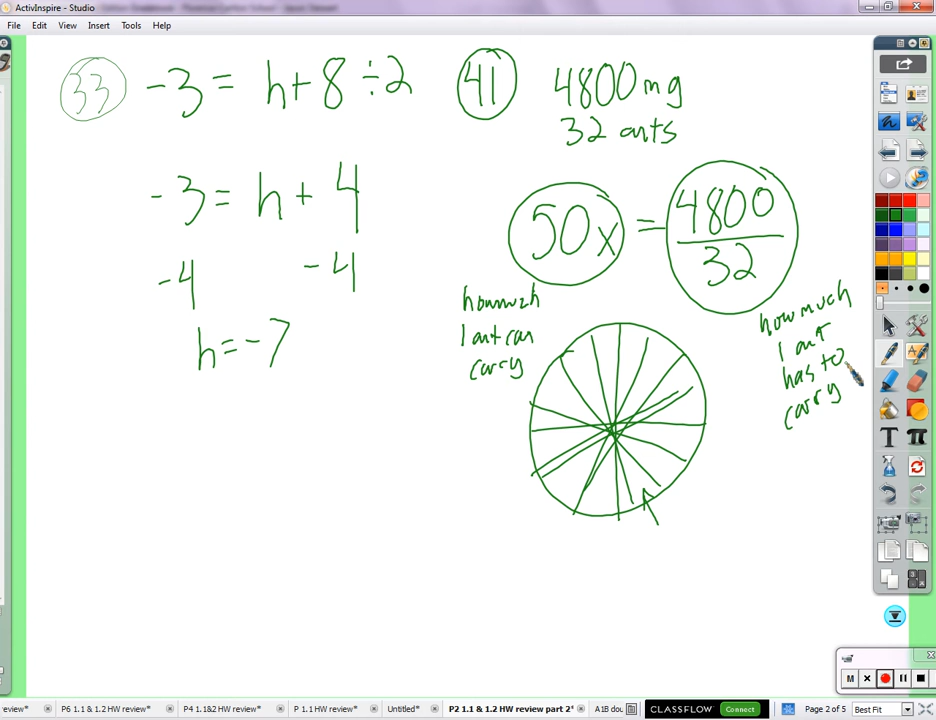 ActivInspire - Studio
File Edit View Insert Tools Help
33 -3 = h + 8 ÷ 2
-3 = h + 4
-4 -4
h = -7
41 4800 mg
32 ants
50x = 4800
32
how much
1 ant can
carry
how much
1 ant
has to
carry
T π
M
eview* P6 1.1 & 1.2 HW review* P4 1.1&2 HW review* P 1.1 HW review* Untitled* P2 1.1 & 1.2 HW review part 2* A1B dou CLASSFLOW Connect Page 2 of 5 Best Fit